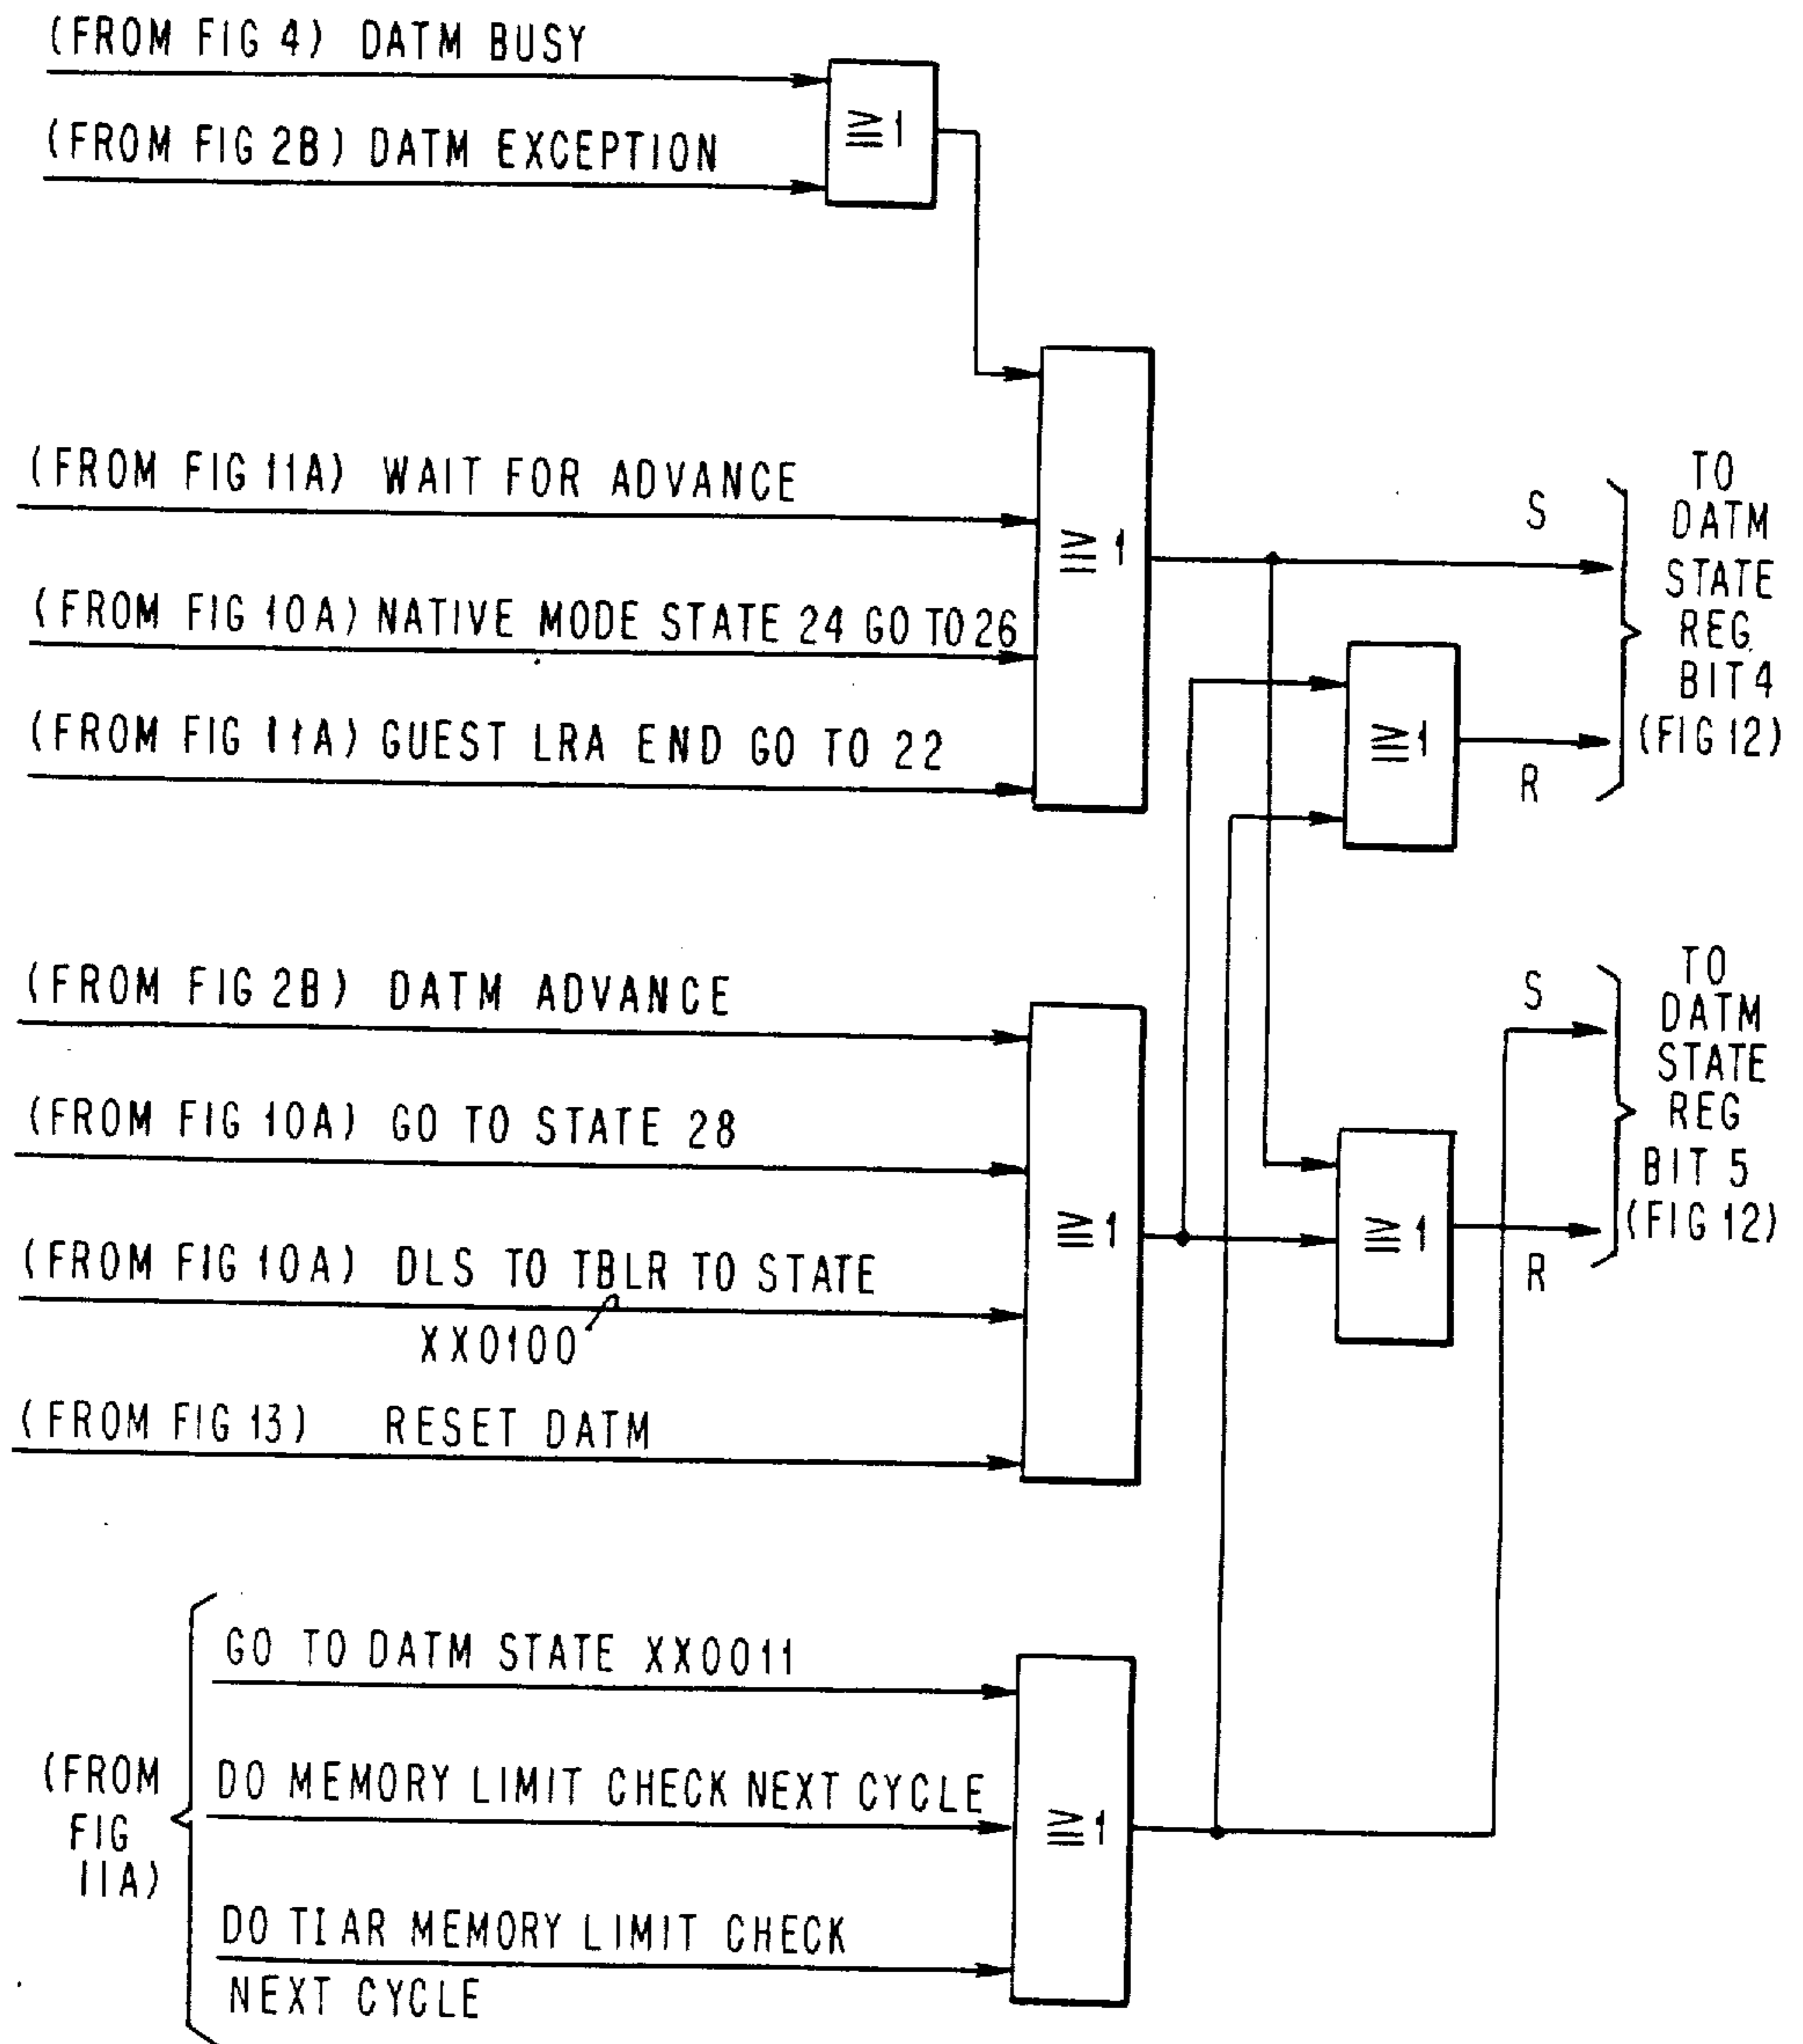 (FROM FIG 4) DATM BUSY
≧1
(FROM FIG 2B) DATM EXCEPTION
(FROM FIG 11A) WAIT FOR ADVANCE
≧1
(FROM FIG 10A) NATIVE MODE STATE 24 GO TO 26
(FROM FIG 11A) GUEST LRA END GO TO 22
S
≧1
R
TO
DATM
STATE
REG
BIT 4
(FIG 12)
(FROM FIG 2B) DATM ADVANCE
(FROM FIG 10A) GO TO STATE 28
≧1
(FROM FIG 10A) DLS TO TBLR TO STATE
XX0100
(FROM FIG 13) RESET DATM
S
≧1
R
TO
DATM
STATE
REG
BIT 5
(FIG 12)
(FROM
FIG
11A)
GO TO DATM STATE XX0011
DO MEMORY LIMIT CHECK NEXT CYCLE
≧1
DO TIAR MEMORY LIMIT CHECK
NEXT CYCLE